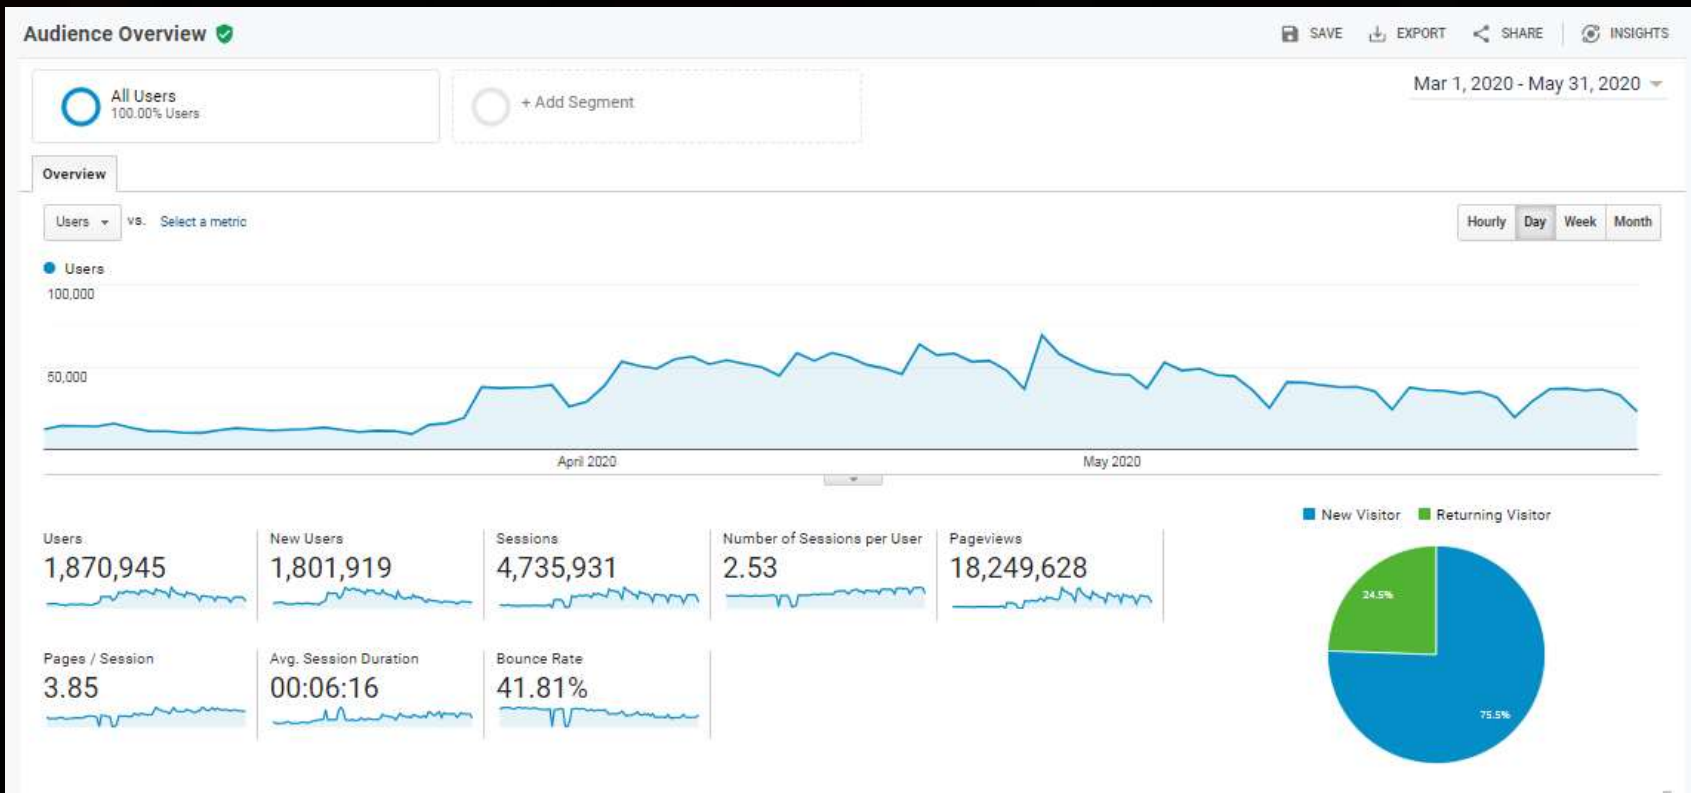 Audience Overview
SAVE EXPORT SHARE INSIGHTS
All Users
100.00% Users
+ Add Segment
Mar 1, 2020 - May 31, 2020
Overview
Users vs. Select a metric
Hourly Day Week Month
Users
100,000
50,000
April 2020 May 2020
New Visitor Returning Visitor
Users
1,870,945
New Users
1,801,919
Sessions
4,735,931
Number of Sessions per User
2.53
Pageviews
18,249,628
Pages / Session
3.85
Avg. Session Duration
00:06:16
Bounce Rate
41.81%
24.5%
75.5%